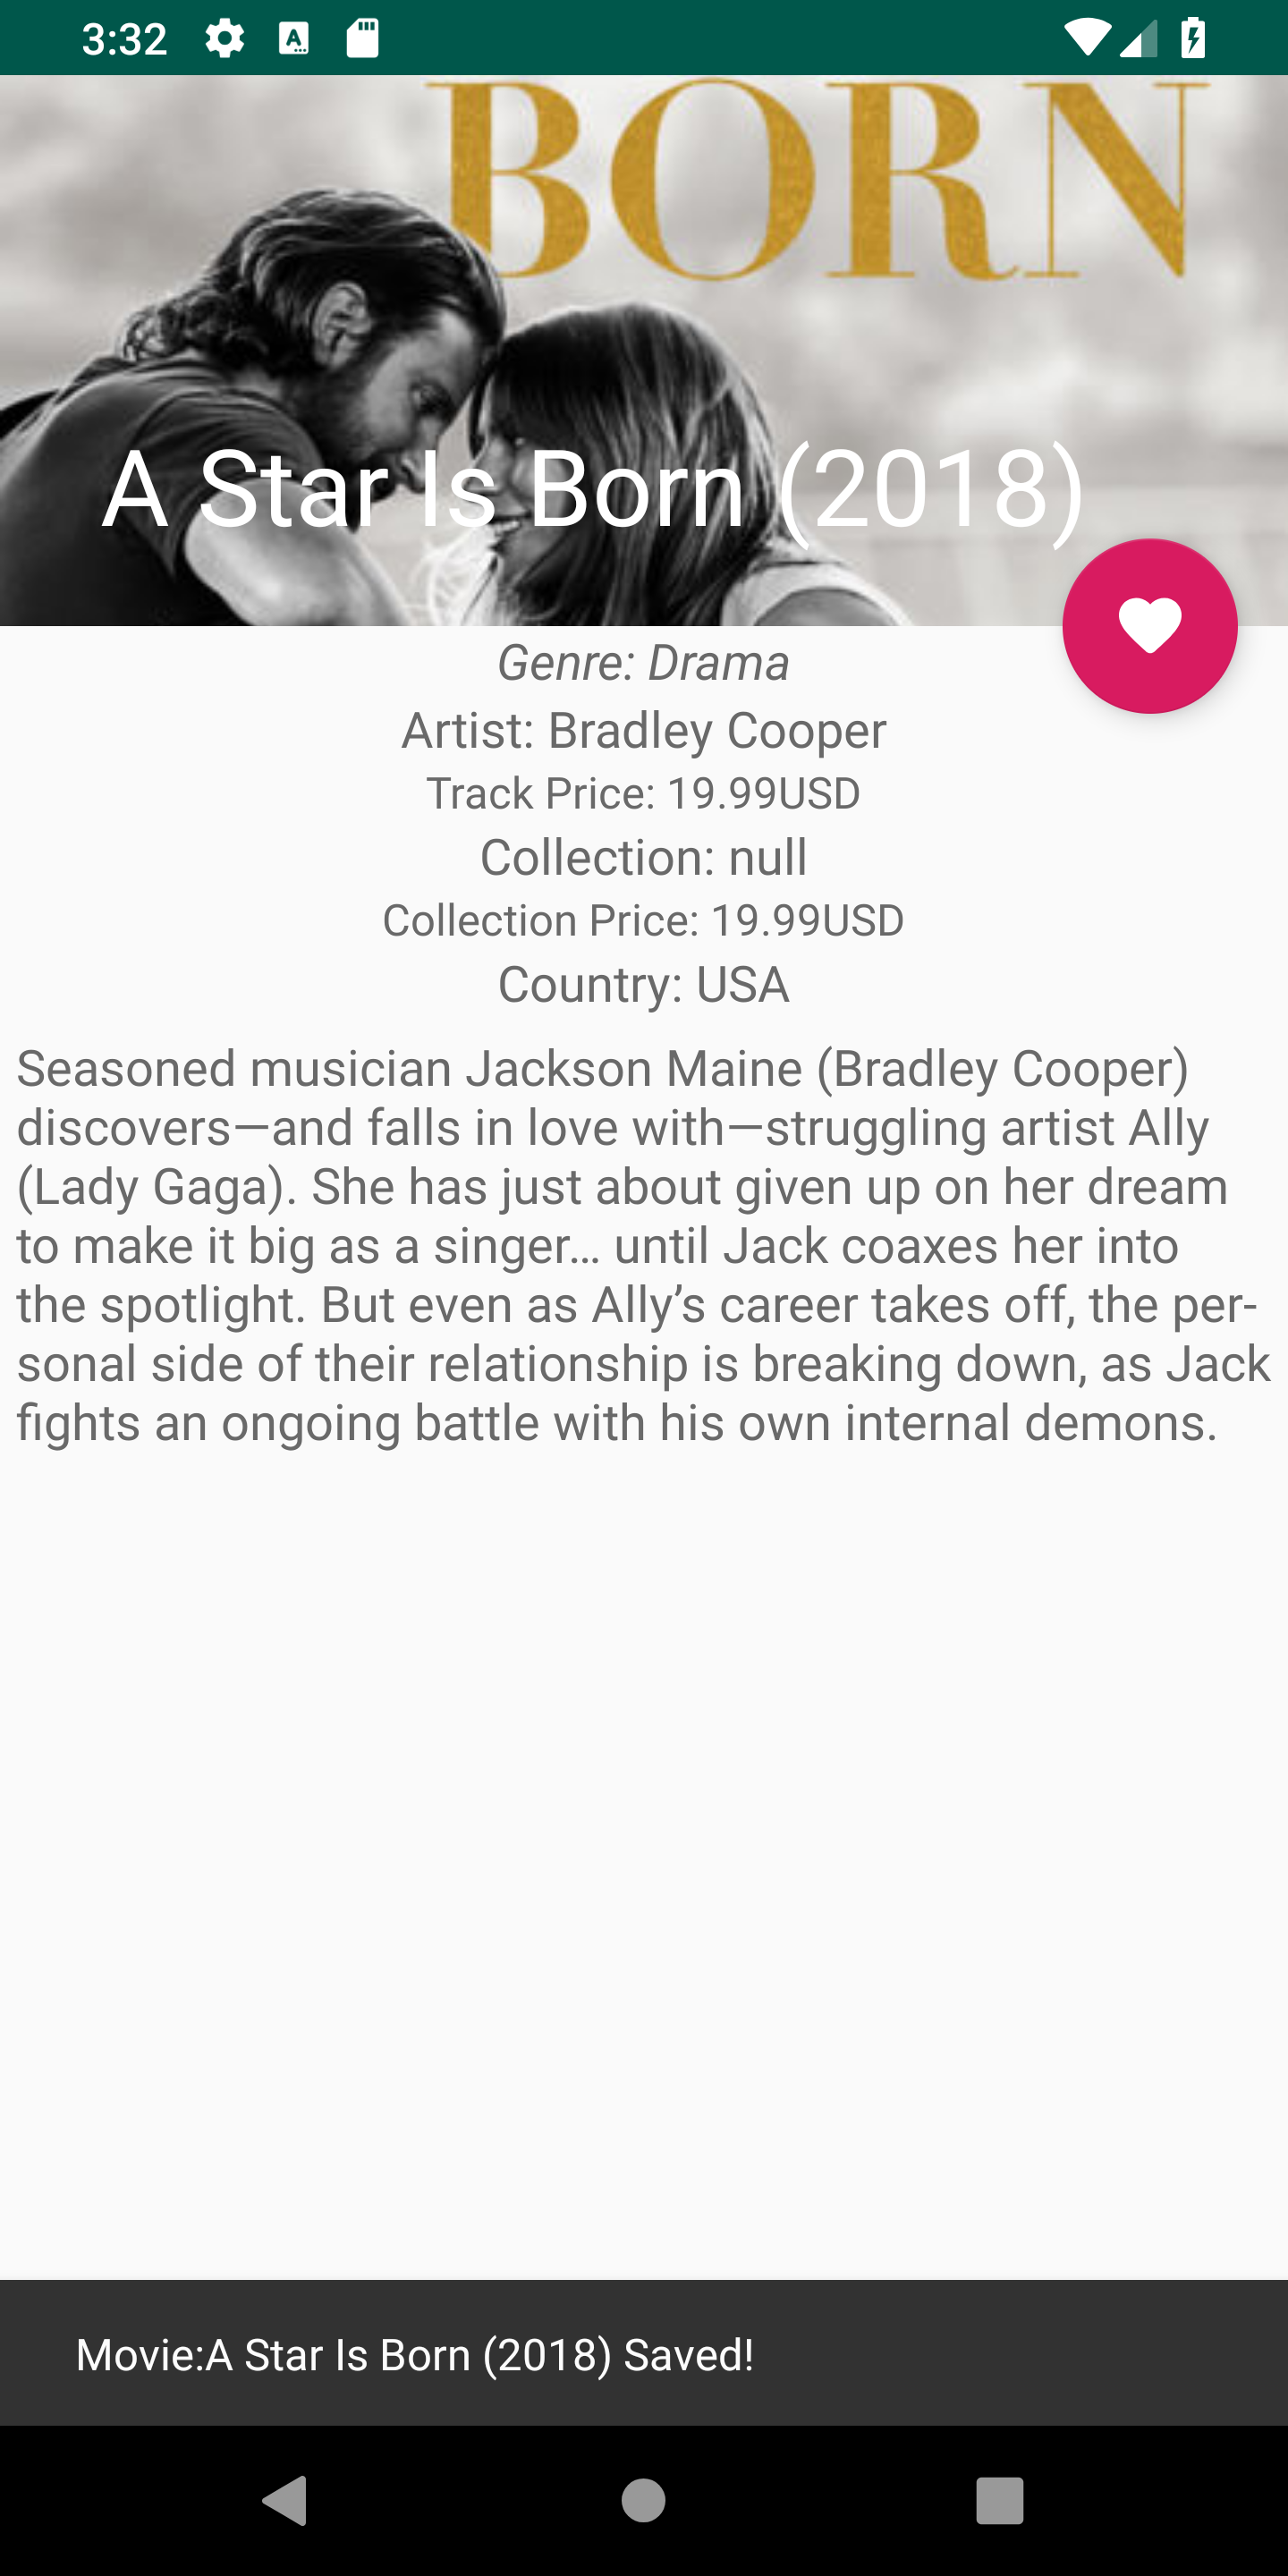 3:32
BORN
A Star Is Born (2018)
Genre: Drama
Artist: Bradley Cooper
Track Price: 19.99USD
Collection: null
Collection Price: 19.99USD
Country: USA
Seasoned musician Jackson Maine (Bradley Cooper)
discovers—and falls in love with—struggling artist Ally
(Lady Gaga). She has just about given up on her dream
to make it big as a singer… until Jack coaxes her into
the spotlight. But even as Ally’s career takes off, the per-
sonal side of their relationship is breaking down, as Jack
fights an ongoing battle with his own internal demons.
Movie:A Star Is Born (2018) Saved!